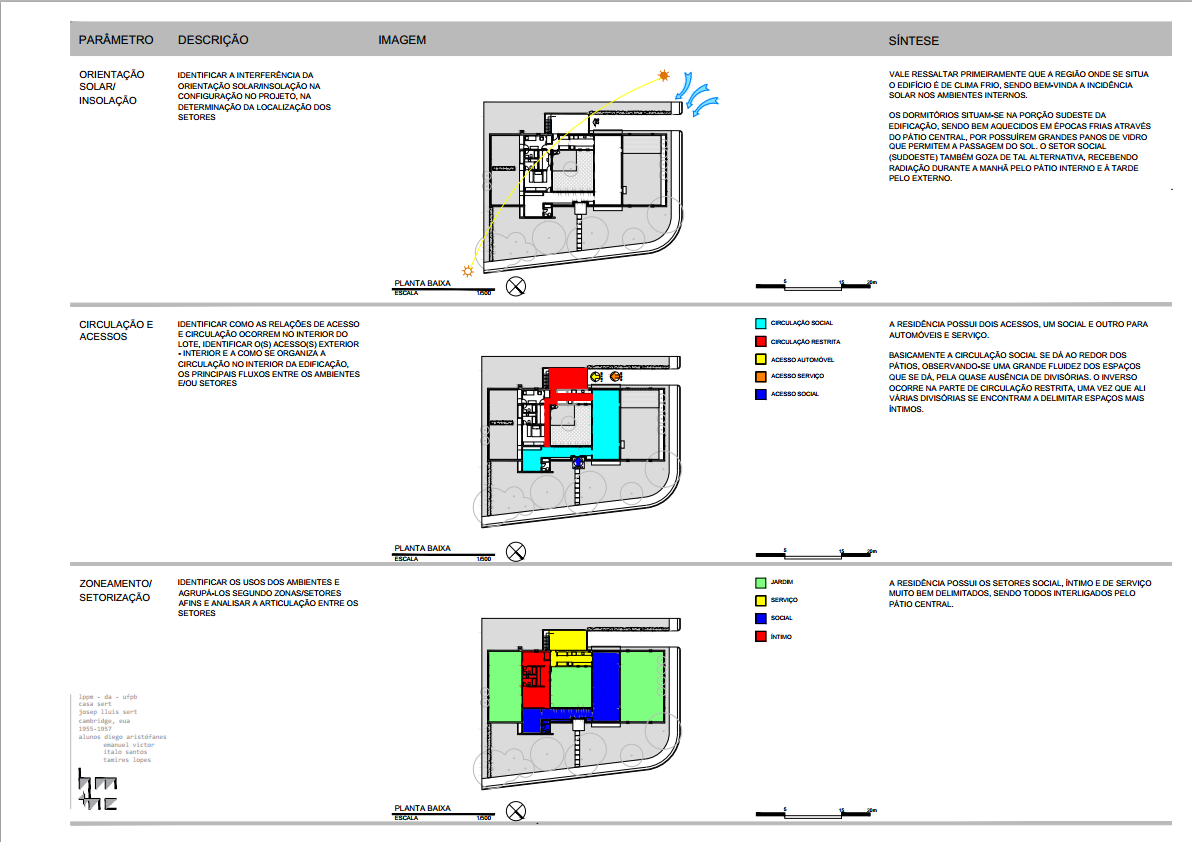 PARÂMETRO DESCRIÇÃO IMAGEM SÍNTESE
ORIENTAÇÃO
SOLAR/
INSOLAÇÃO
IDENTIFICAR A INTERFERÊNCIA DA
ORIENTAÇÃO SOLAR/INSOLAÇÃO NA
CONFIGURAÇÃO NO PROJETO, NA
DETERMINAÇÃO DA LOCALIZAÇÃO DOS
SETORES
PLANTA BAIXA
ESCALA 1/500
5 15 20m
VALE RESSALTAR PRIMEIRAMENTE QUE A REGIÃO ONDE SE SITUA
O EDIFÍCIO É DE CLIMA FRIO, SENDO BEM-VINDA A INCIDÊNCIA
SOLAR NOS AMBIENTES INTERNOS.
OS DORMITÓRIOS SITUAM-SE NA PORÇÃO SUDESTE DA
EDIFICAÇÃO, SENDO BEM AQUECIDOS EM ÉPOCAS FRIAS ATRAVÉS
DO PÁTIO CENTRAL, POR POSSUÍREM GRANDES PANOS DE VIDRO
QUE PERMITEM A PASSAGEM DO SOL. O SETOR SOCIAL
(SUDOESTE) TAMBÉM GOZA DE TAL ALTERNATIVA, RECEBENDO
RADIAÇÃO DURANTE A MANHÃ PELO PÁTIO INTERNO E À TARDE
PELO EXTERNO.
CIRCULAÇÃO E
ACESSOS
IDENTIFICAR COMO AS RELAÇÕES DE ACESSO
E CIRCULAÇÃO OCORREM NO INTERIOR DO
LOTE, IDENTIFICAR O(S) ACESSO(S) EXTERIOR
- INTERIOR E A COMO SE ORGANIZA A
CIRCULAÇÃO NO INTERIOR DA EDIFICAÇÃO,
OS PRINCIPAIS FLUXOS ENTRE OS AMBIENTES
E/OU SETORES
PLANTA BAIXA
ESCALA 1/500
CIRCULAÇÃO SOCIAL
CIRCULAÇÃO RESTRITA
ACESSO AUTOMÓVEL
ACESSO SERVIÇO
ACESSO SOCIAL
5 15 20m
A RESIDÊNCIA POSSUI DOIS ACESSOS, UM SOCIAL E OUTRO PARA
AUTOMÓVEIS E SERVIÇO.
BASICAMENTE A CIRCULAÇÃO SOCIAL SE DÁ AO REDOR DOS
PÁTIOS, OBSERVANDO-SE UMA GRANDE FLUIDEZ DOS ESPAÇOS
QUE SE DÁ, PELA QUASE AUSÊNCIA DE DIVISÓRIAS. O INVERSO
OCORRE NA PARTE DE CIRCULAÇÃO RESTRITA, UMA VEZ QUE ALI
VÁRIAS DIVISÓRIAS SE ENCONTRAM A DELIMITAR ESPAÇOS MAIS
ÍNTIMOS.
ZONEAMENTO/
SETORIZAÇÃO
IDENTIFICAR OS USOS DOS AMBIENTES E
AGRUPÁ-LOS SEGUNDO ZONAS/SETORES
AFINS E ANALISAR A ARTICULAÇÃO ENTRE OS
SETORES
PLANTA BAIXA
ESCALA 1/500
JARDIM
SERVIÇO
SOCIAL
ÍNTIMO
5 15 20m
A RESIDÊNCIA POSSUI OS SETORES SOCIAL, ÍNTIMO E DE SERVIÇO
MUITO BEM DELIMITADOS, SENDO TODOS INTERLIGADOS PELO
PÁTIO CENTRAL.
lppm - da - ufpb
casa sert
josep lluis sert
cambridge, eua
1955-1957
alunos diego aristófanes
emanuel victor
ítalo santos
tamires lopes